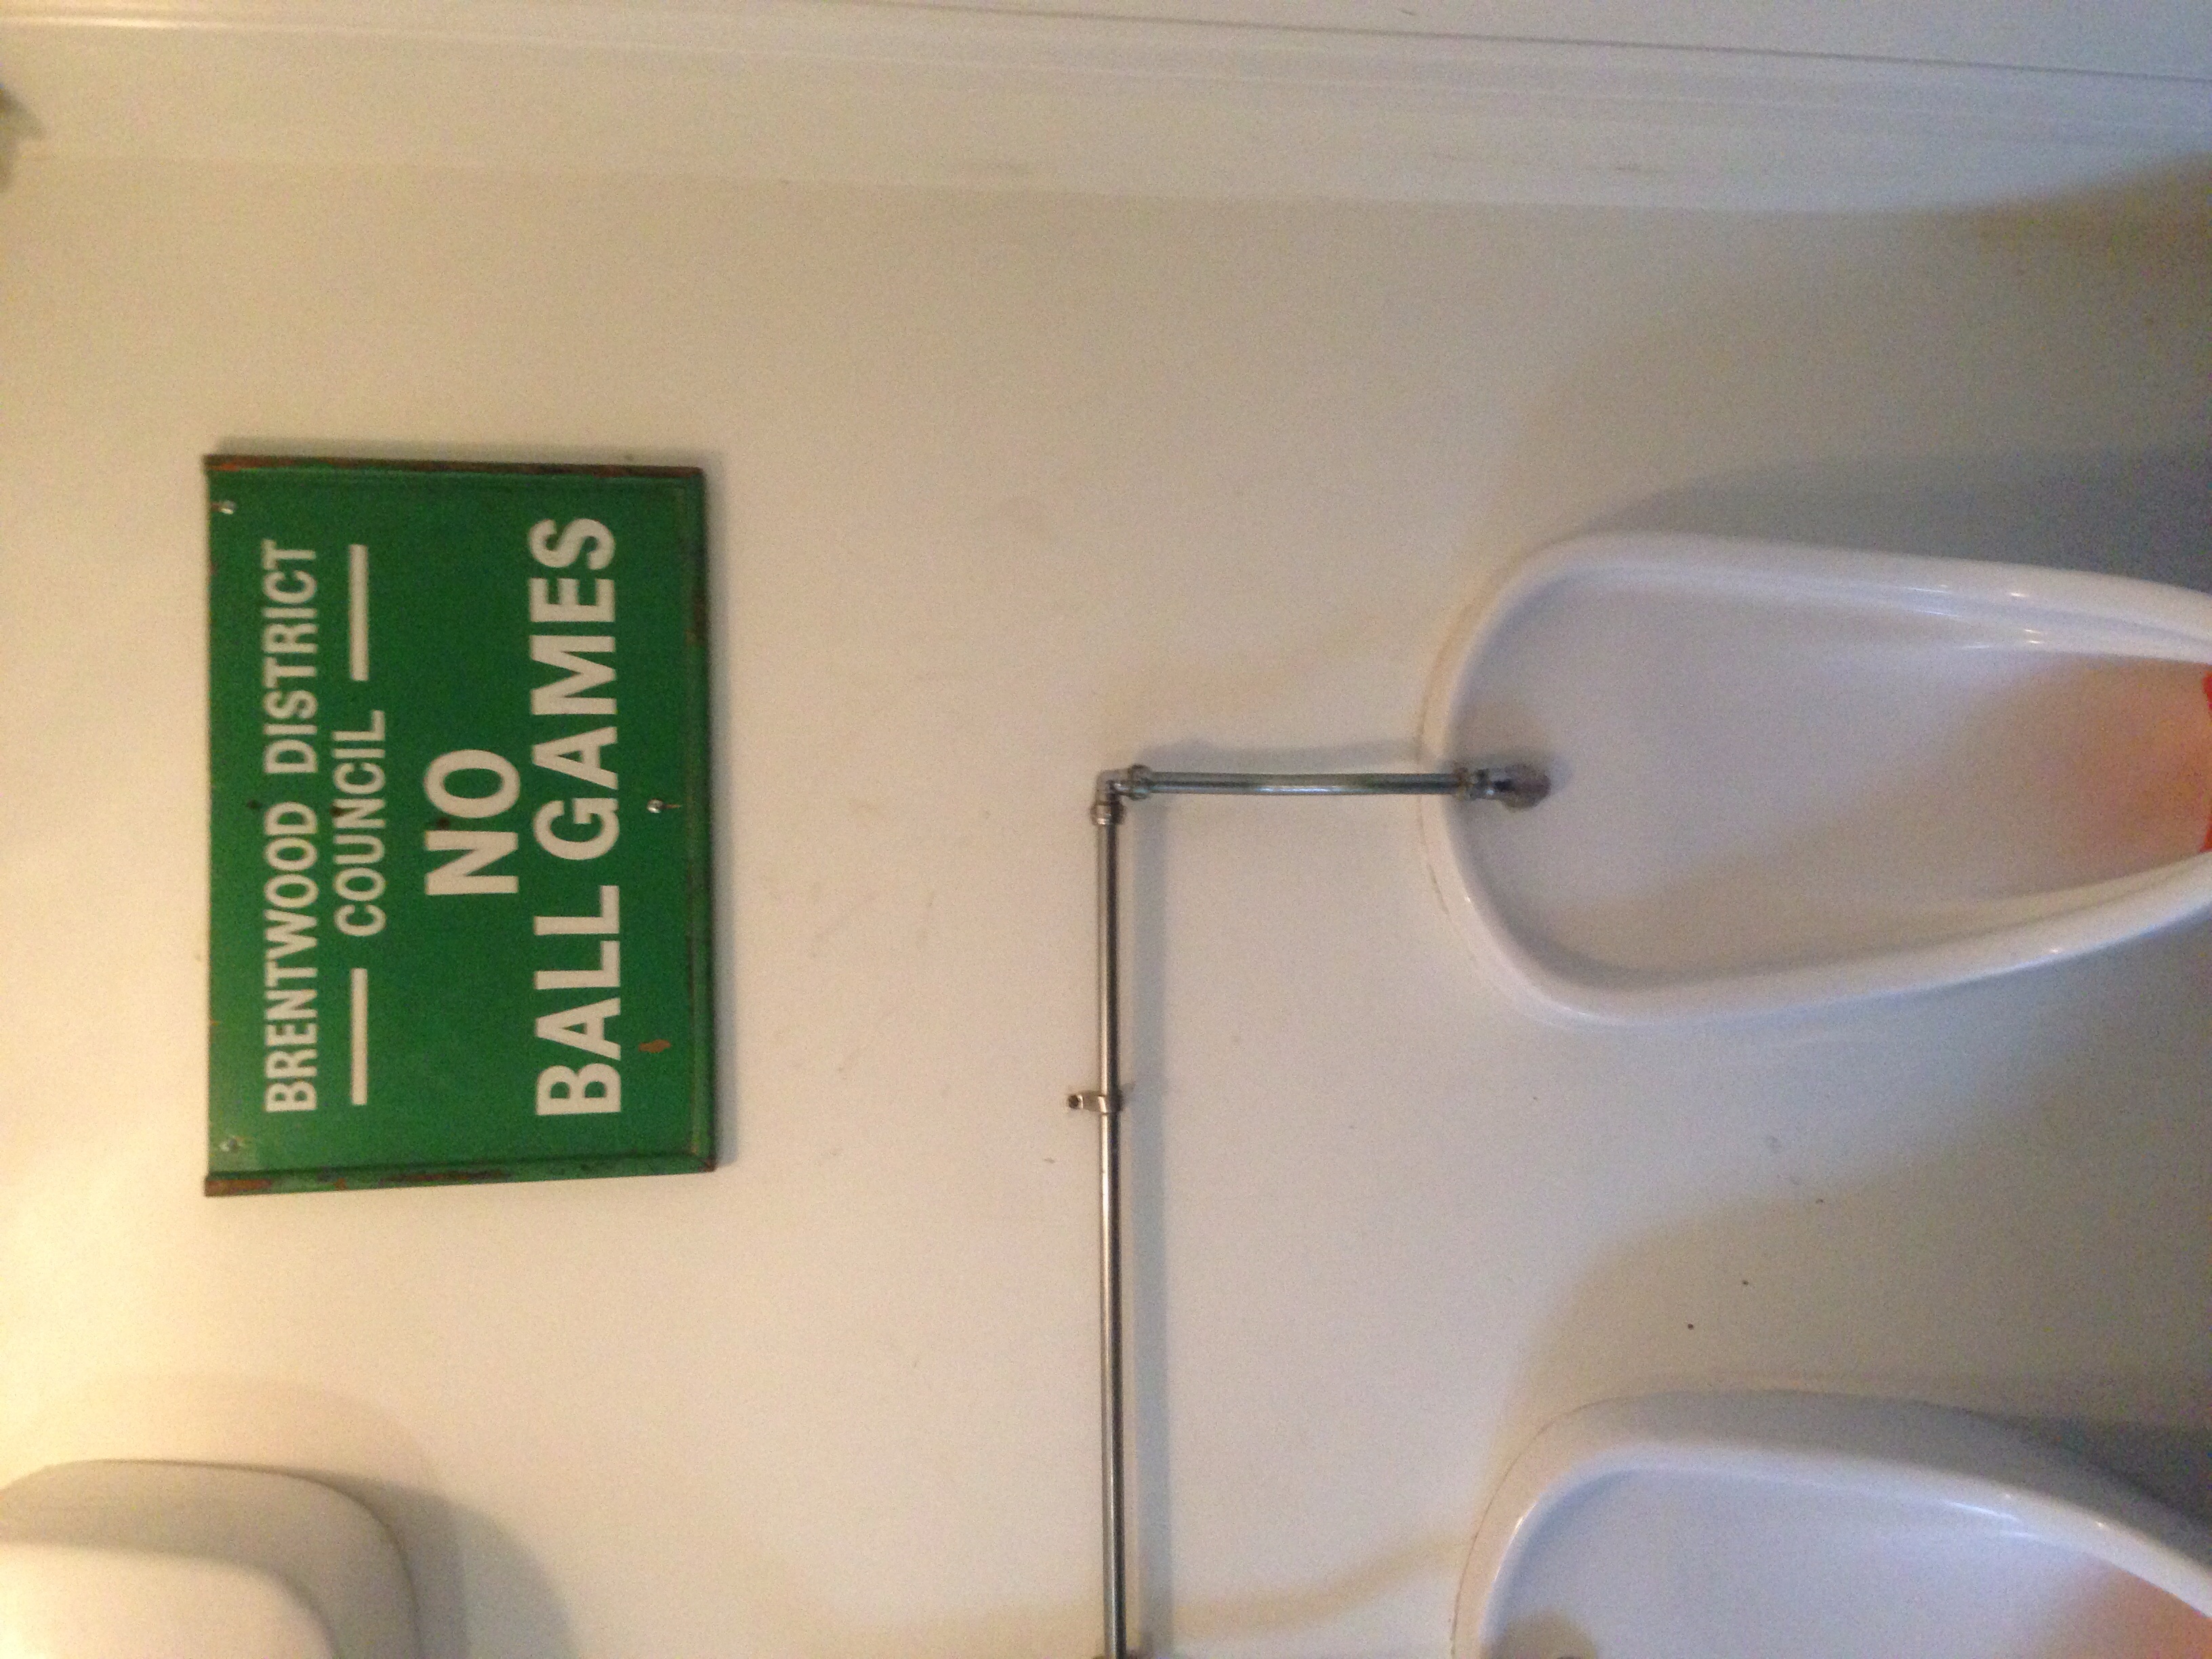 BRENTWOOD DISTRICT
COUNCIL
NO
BALL GAMES